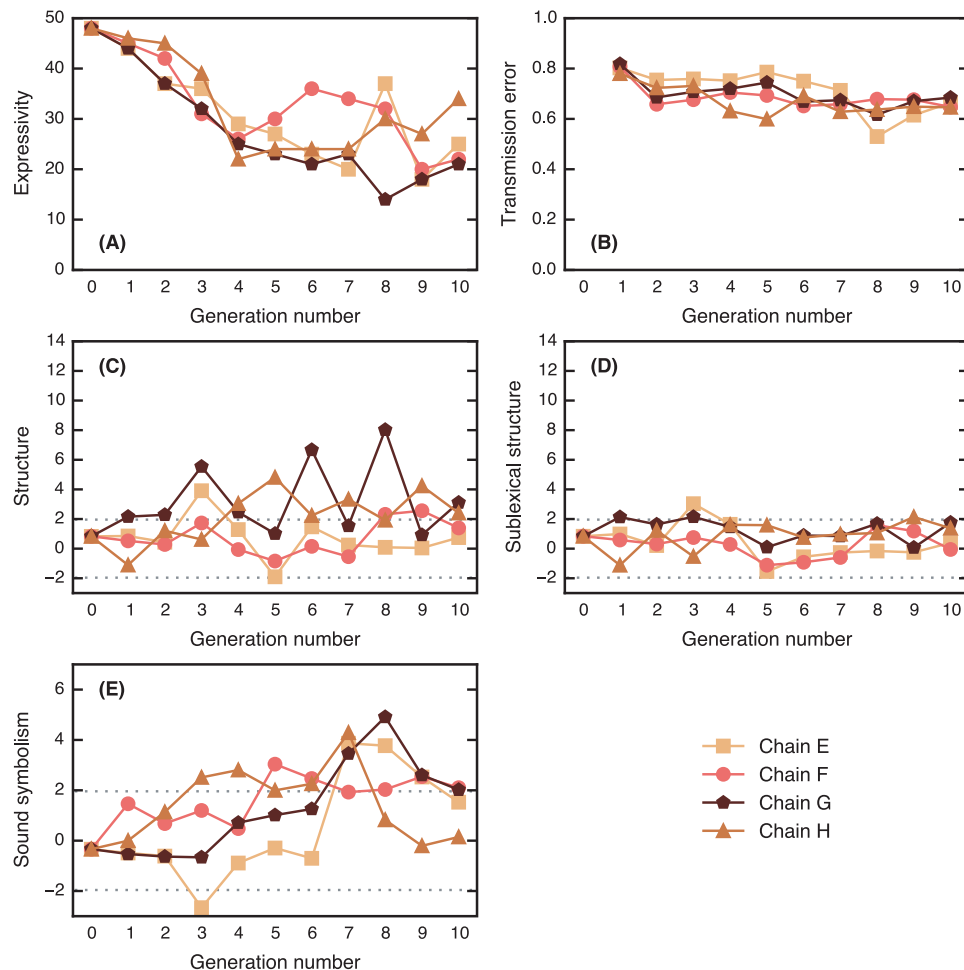 50
40
30
20
10
0
Expressivity
(A)
0 1 2 3 4 5 6 7 8 9 10
Generation number
1.0
0.8
0.6
0.4
0.2
0.0
Transmission error
(B)
0 1 2 3 4 5 6 7 8 9 10
Generation number
14
12
10
8
6
4
2
0
−2
Structure
(C)
0 1 2 3 4 5 6 7 8 9 10
Generation number
14
12
10
8
6
4
2
0
−2
Sublexical structure
(D)
0 1 2 3 4 5 6 7 8 9 10
Generation number
6
4
2
0
−2
Sound symbolism
(E)
0 1 2 3 4 5 6 7 8 9 10
Generation number
Chain E
Chain F
Chain G
Chain H